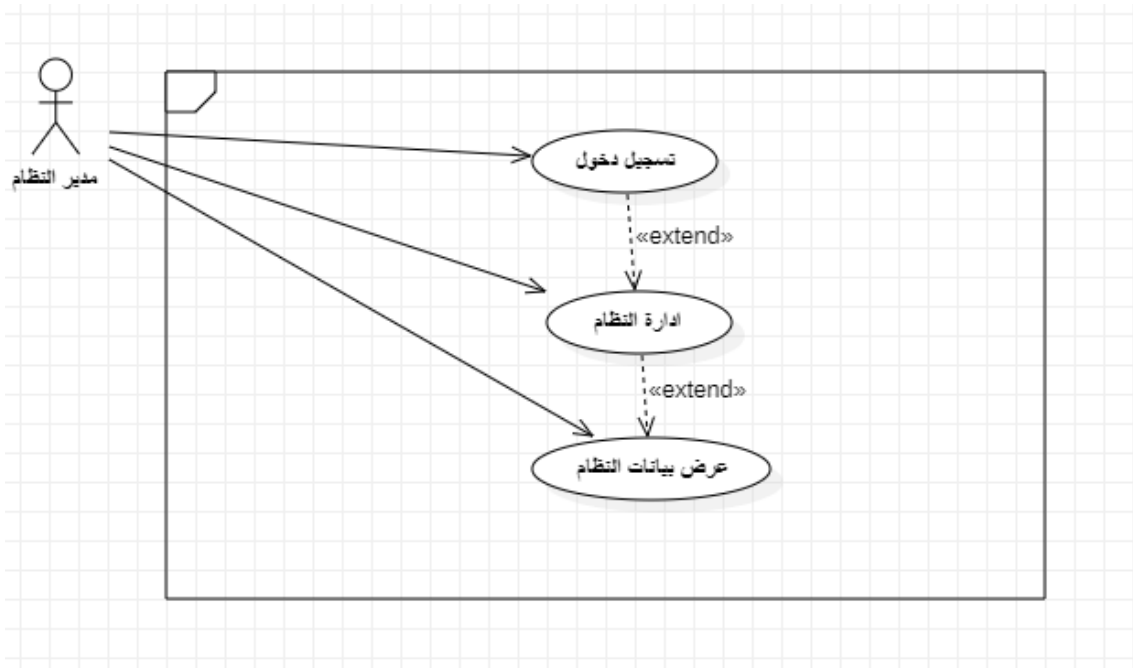 مدير النظام
تسجيل دخول
«extend»
ادارة النظام
«extend»
عرض بيانات النظام